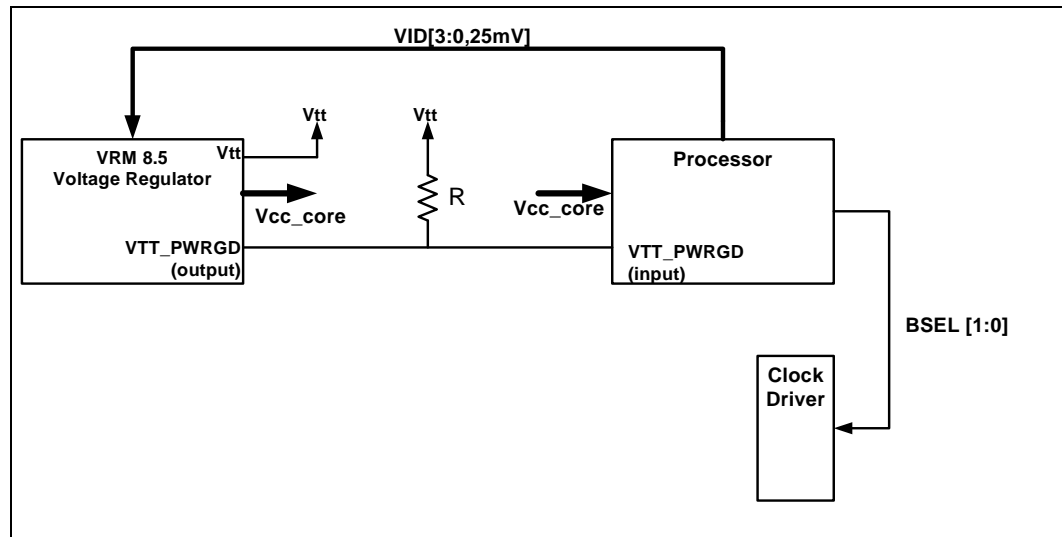 VID[3:0,25mV]
Vtt
Vtt
VRM 8.5
Voltage Regulator
Vtt
Vcc_core
VTT_PWRGD
(output)
R
Processor
Vcc_core
VTT_PWRGD
(input)
BSEL [1:0]
Clock
Driver